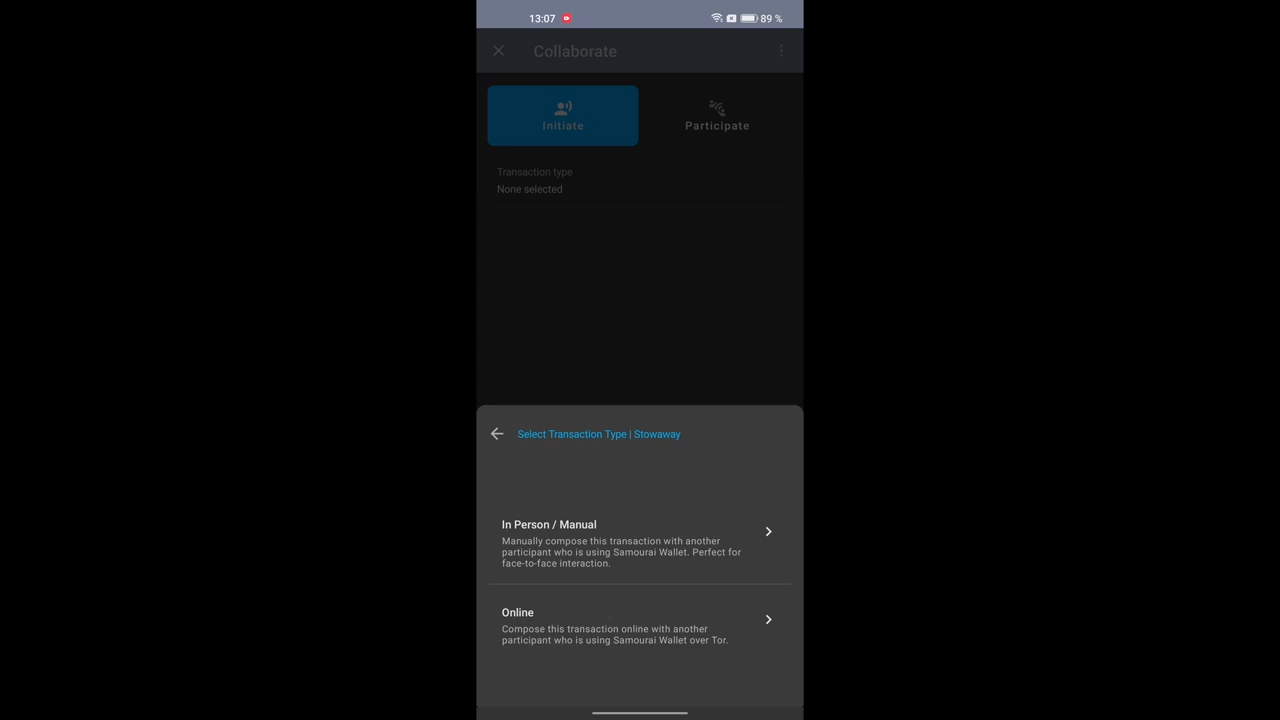 13:07
89 %
Collaborate
Initiate
Participate
Transaction type
None selected
Select Transaction Type | Stowaway
In Person / Manual
Manually compose this transaction with another
participant who is using Samourai Wallet. Perfect for
face-to-face interaction.
Online
Compose this transaction online with another
participant who is using Samourai Wallet over Tor.